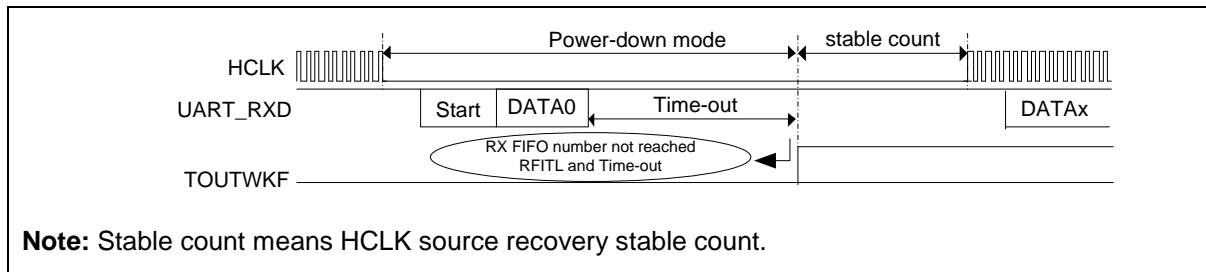 Power-down mode
stable count
HCLK
UART_RXD
Start
DATA0
Time-out
DATAx
RX FIFO number not reached
RFITL and Time-out
TOUTWKF
Note: Stable count means HCLK source recovery stable count.